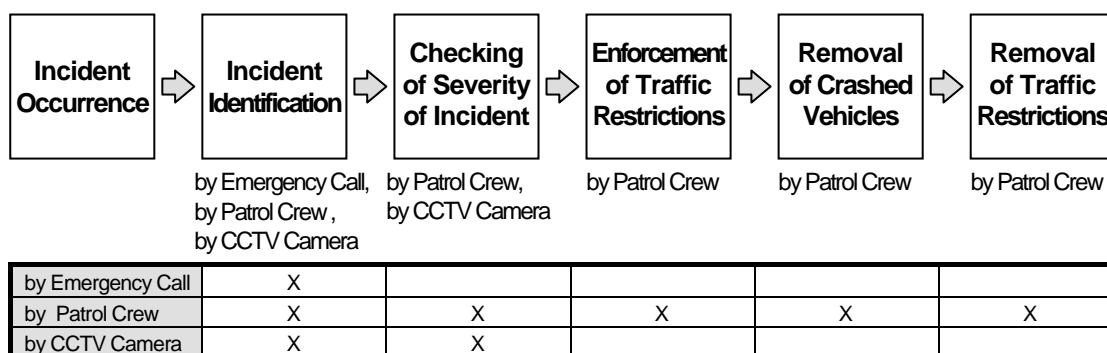 Incident
Occurrence
Incident
Identification
Checking
of Severity
of Incident
Enforcement
of Traffic
Restrictions
Removal
of Crashed
Vehicles
Removal
of Traffic
Restrictions
by Emergency Call,
by Patrol Crew ,
by CCTV Camera
by Patrol Crew,
by CCTV Camera
by Patrol Crew
by Patrol Crew
by Patrol Crew
by Emergency Call X
by Patrol Crew X X X X X
by CCTV Camera X X